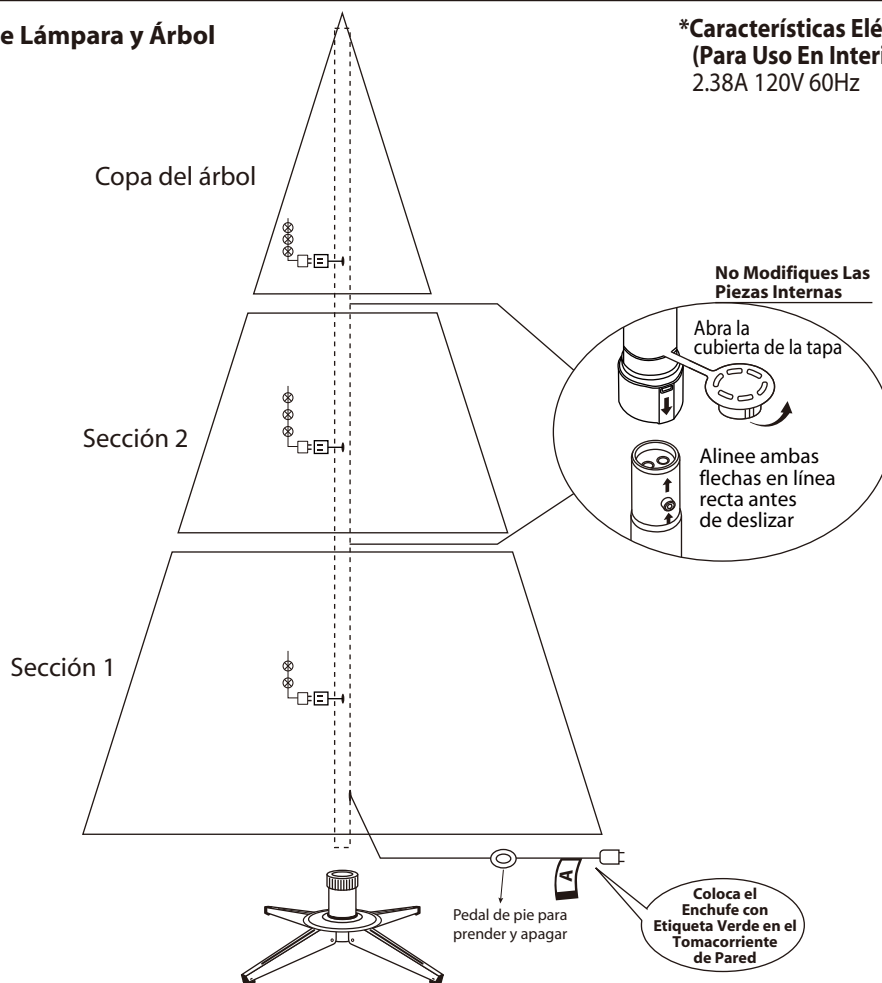 e Lámpara y Árbol
*Características Elé
(Para Uso En Interi
2.38A 120V 60Hz
Copa del árbol
No Modifiques Las
Piezas Internas
Abra la
cubierta de la tapa
Sección 2
Alinee ambas
flechas en línea
recta antes
de deslizar
Sección 1
A
Pedal de pie para
prender y apagar
Coloca el
Enchufe con
Etiqueta Verde en el
Tomacorriente
de Pared